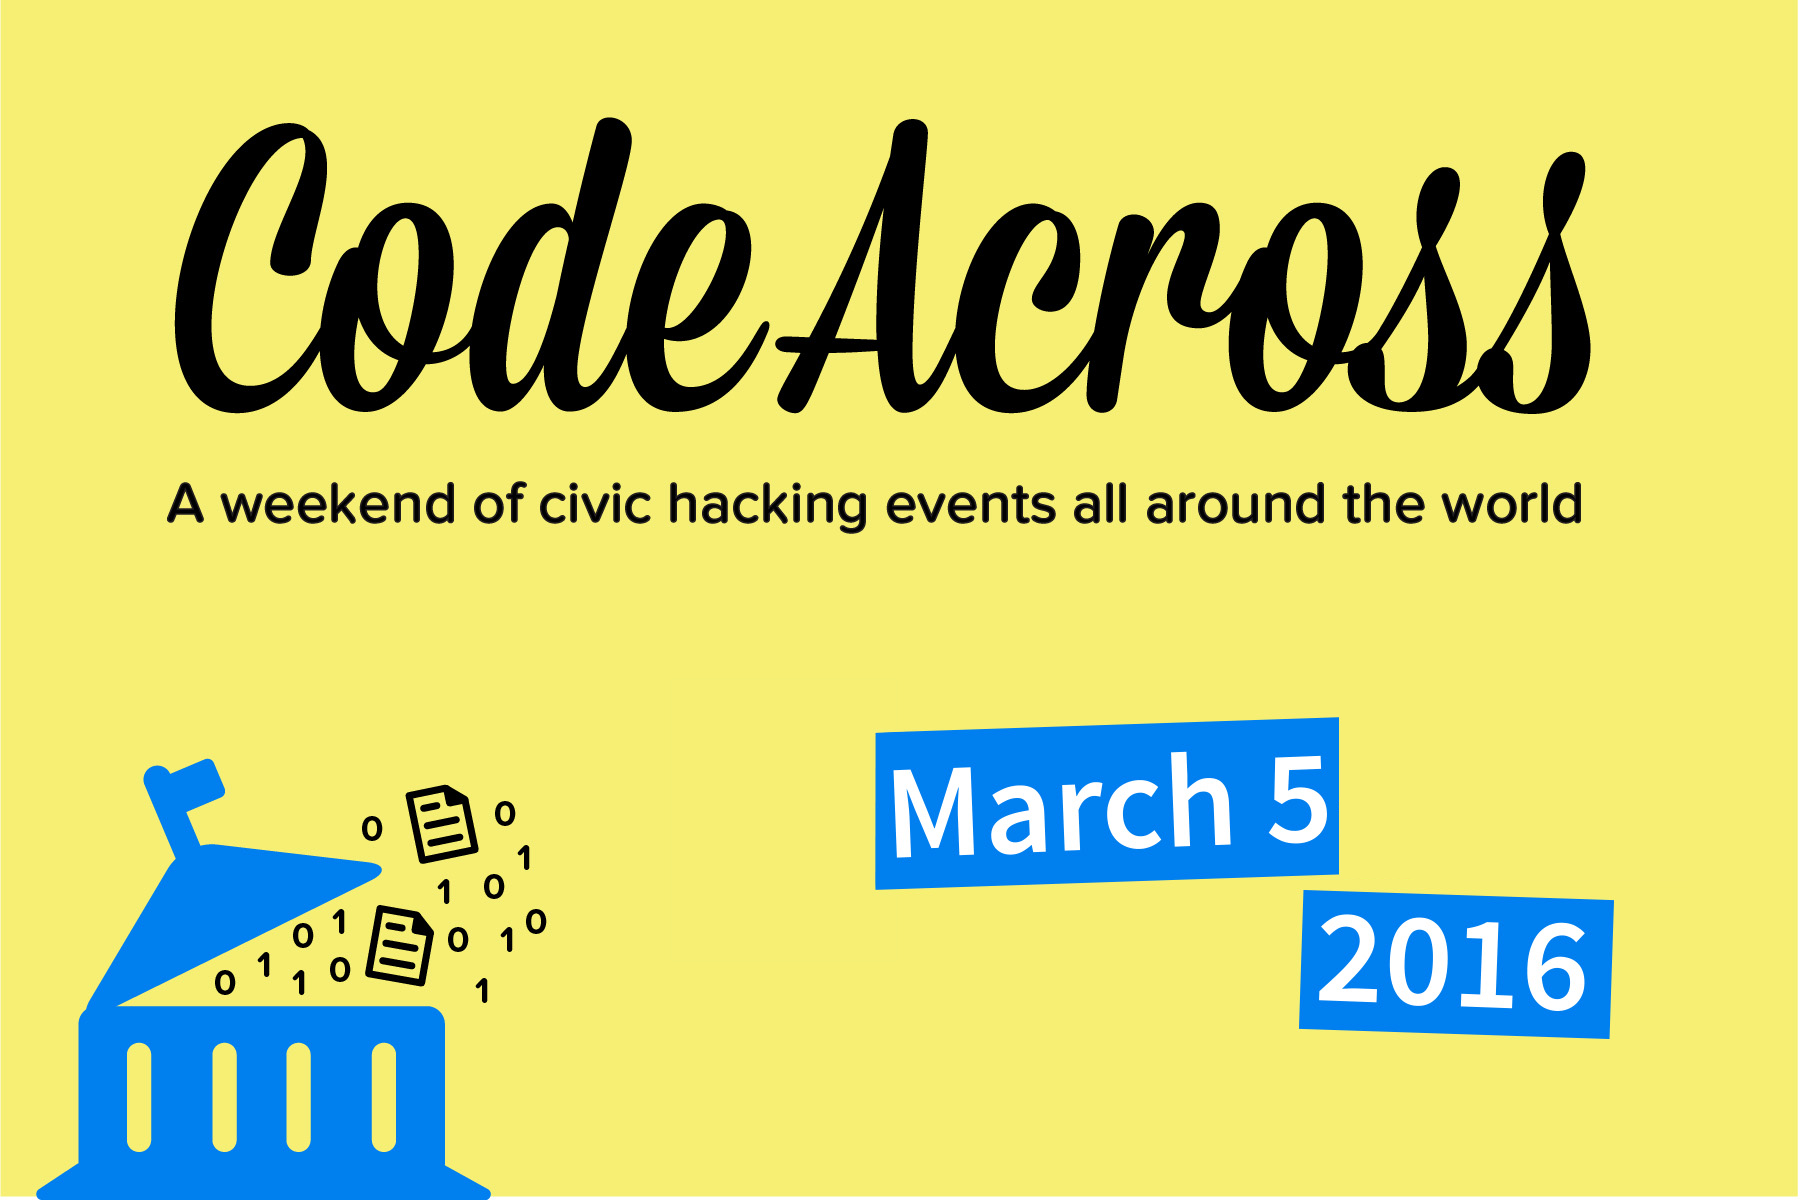 CodeAcross
A weekend of civic hacking events all around the world
March 5
2016
0 0
1
1 0
0 1 0 1 0
0 1 1 0 1